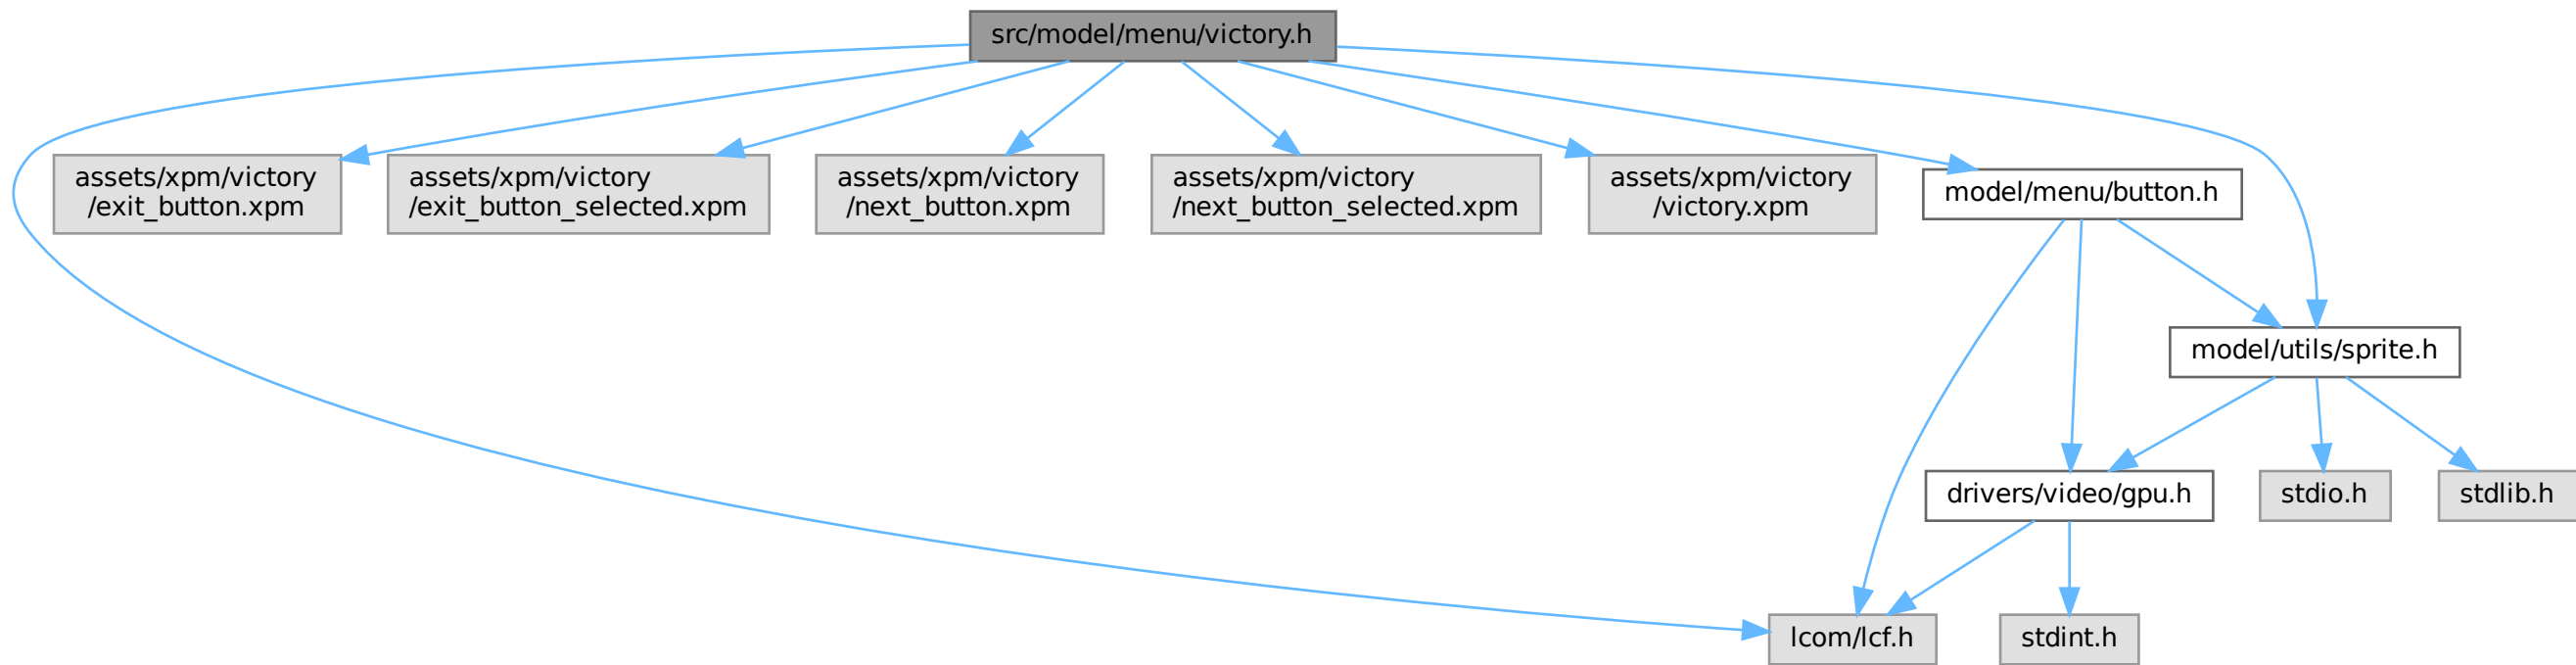 src/model/menu/victory.h
assets/xpm/victory
/exit_button.xpm
assets/xpm/victory
/exit_button_selected.xpm
assets/xpm/victory
/next_button.xpm
assets/xpm/victory
/next_button_selected.xpm
assets/xpm/victory
/victory.xpm
model/menu/button.h
model/utils/sprite.h
drivers/video/gpu.h
stdio.h
stdlib.h
lcom/lcf.h
stdint.h